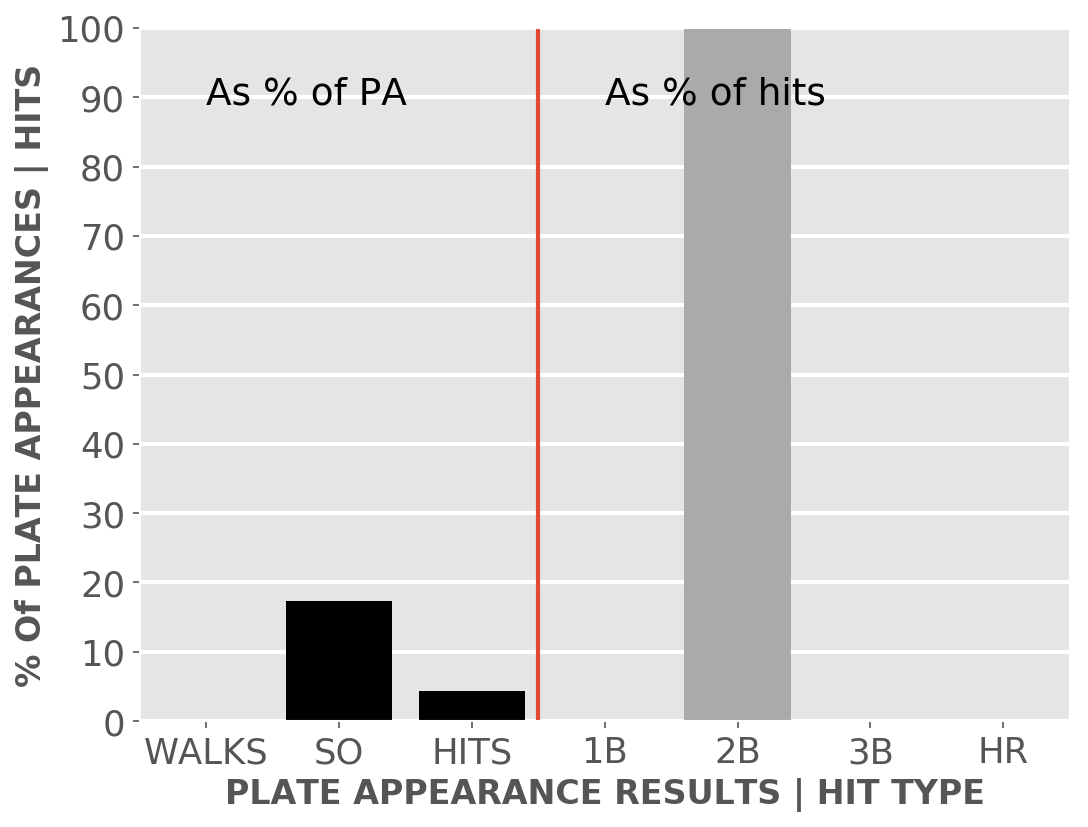 % Of PLATE APPEARANCES | HITS
100
90
80
70
60
50
40
30
20
10
0
As % of PA
As % of hits
WALKS SO HITS 1B 2B 3B HR
PLATE APPEARANCE RESULTS | HIT TYPE